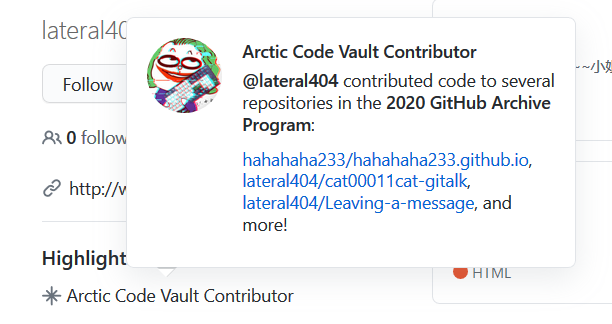 lateral40
Arctic Code Vault Contributor
@lateral404 contributed code to several
repositories in the 2020 GitHub Archive
Program:
hahahaha233/hahahaha233.github.io,
lateral404/cat00011cat-gitalk,
lateral404/Leaving-a-message, and
more!
Follow
0 follow
http://w
Highlight
Arctic Code Vault Contributor
~~小
HTML